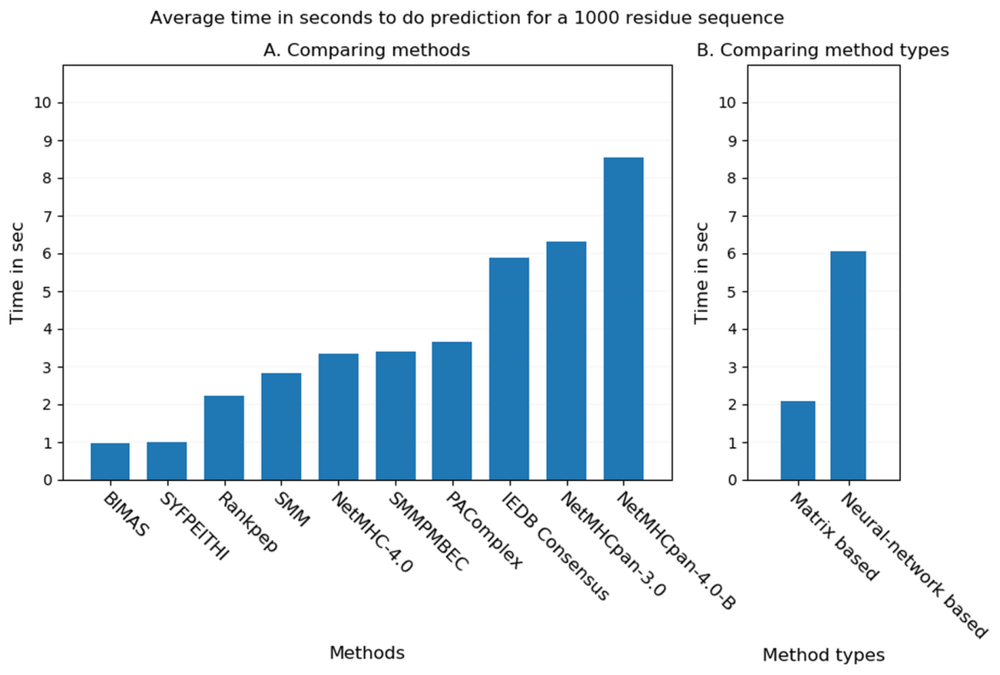 Average time in seconds to do prediction for a 1000 residue sequence
A. Comparing methods
10
9
8
7
6
5
4
3
2
1
0
Time in sec
BIMAS
SYFPEITHI
Rankpep
SMM
NetMHC-4.0
SMMPMBEC
PAComplex
IEDB Consensus
NetMHCpan-3.0
NetMHCpan-4.0-B
Methods
B. Comparing method types
10
9
8
7
6
5
4
3
2
1
0
Time in sec
Matrix based
Neural-network based
Method types